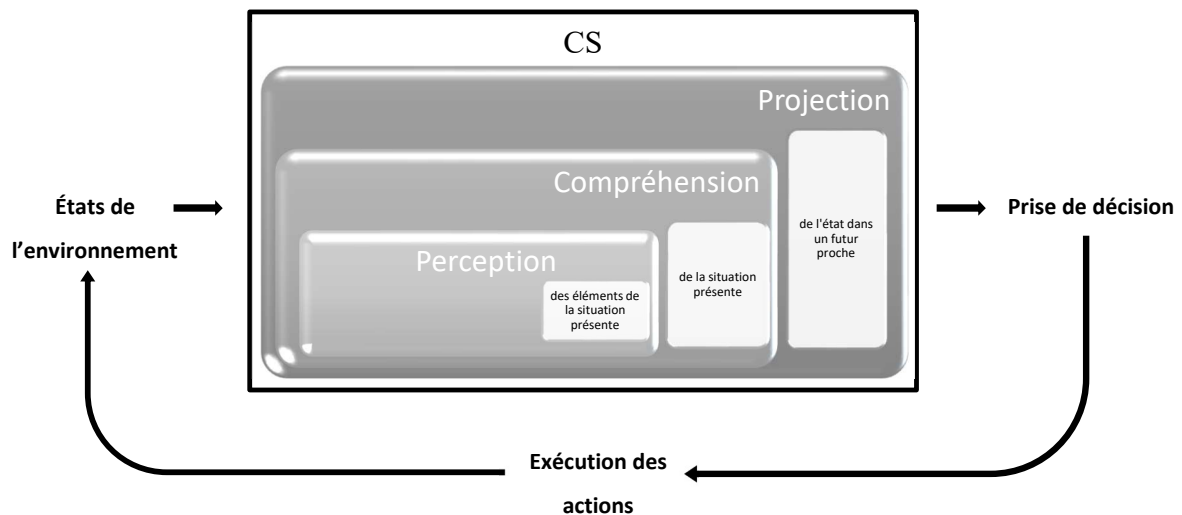 CS
Projection
Compréhension
Perception
des éléments de
la situation
présente
de la situation
présente
de l'état dans
un futur
proche
États de
l’environnement
Prise de décision
Exécution des
actions